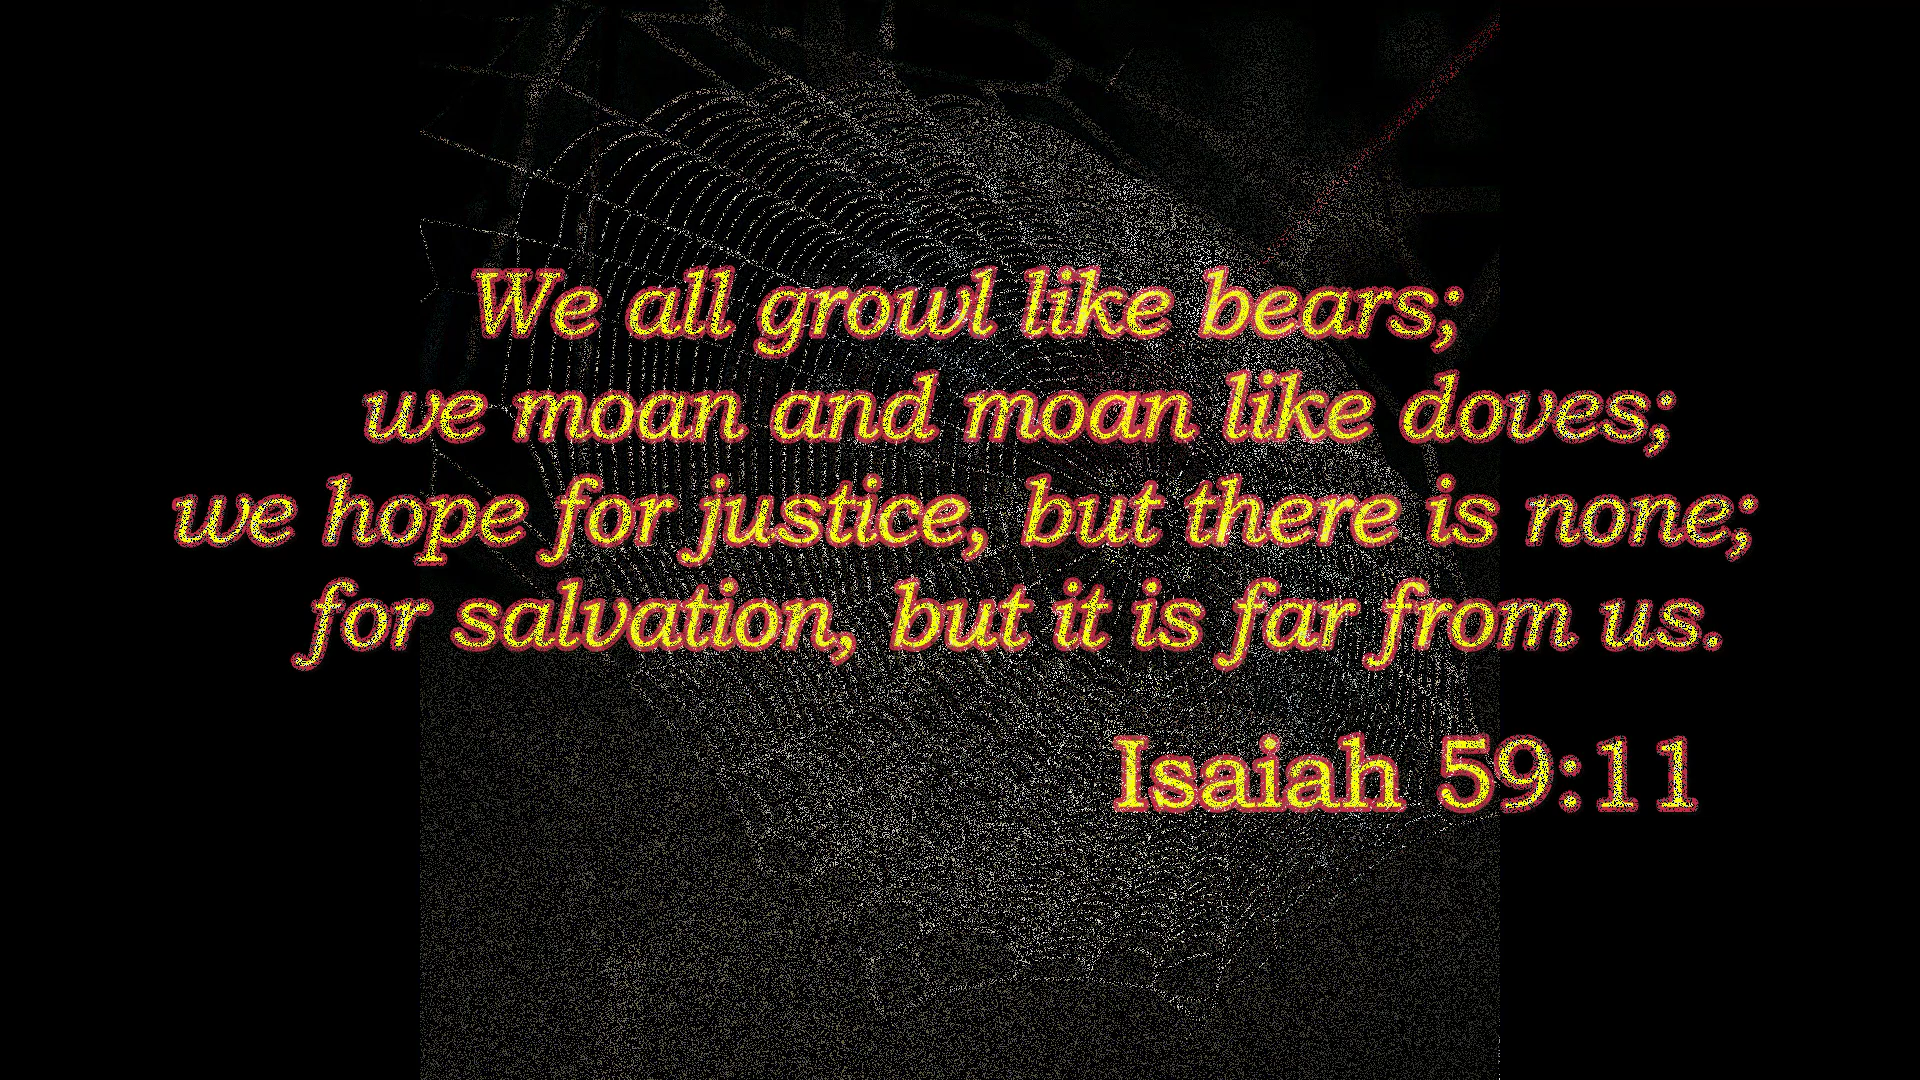 We all growl like bears;
we moan and moan like doves;
we hope for justice, but there is none;
for salvation, but it is far from us.
Isaiah 59:11